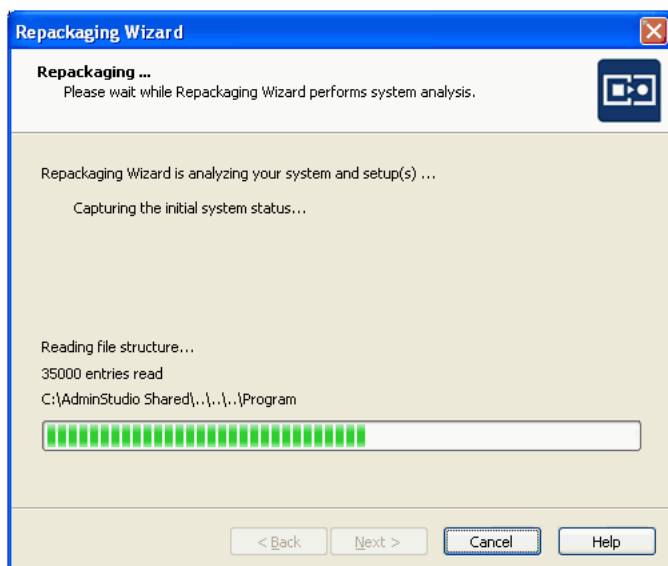 Repackaging Wizard
Repackaging ...
Please wait while Repackaging Wizard performs system analysis.
Repackaging Wizard is analyzing your system and setup(s) ...
Capturing the initial system status...
Reading file structure...
35000 entries read
C:\AdminStudio Shared\..\..\..\Program
< Back Next > Cancel Help